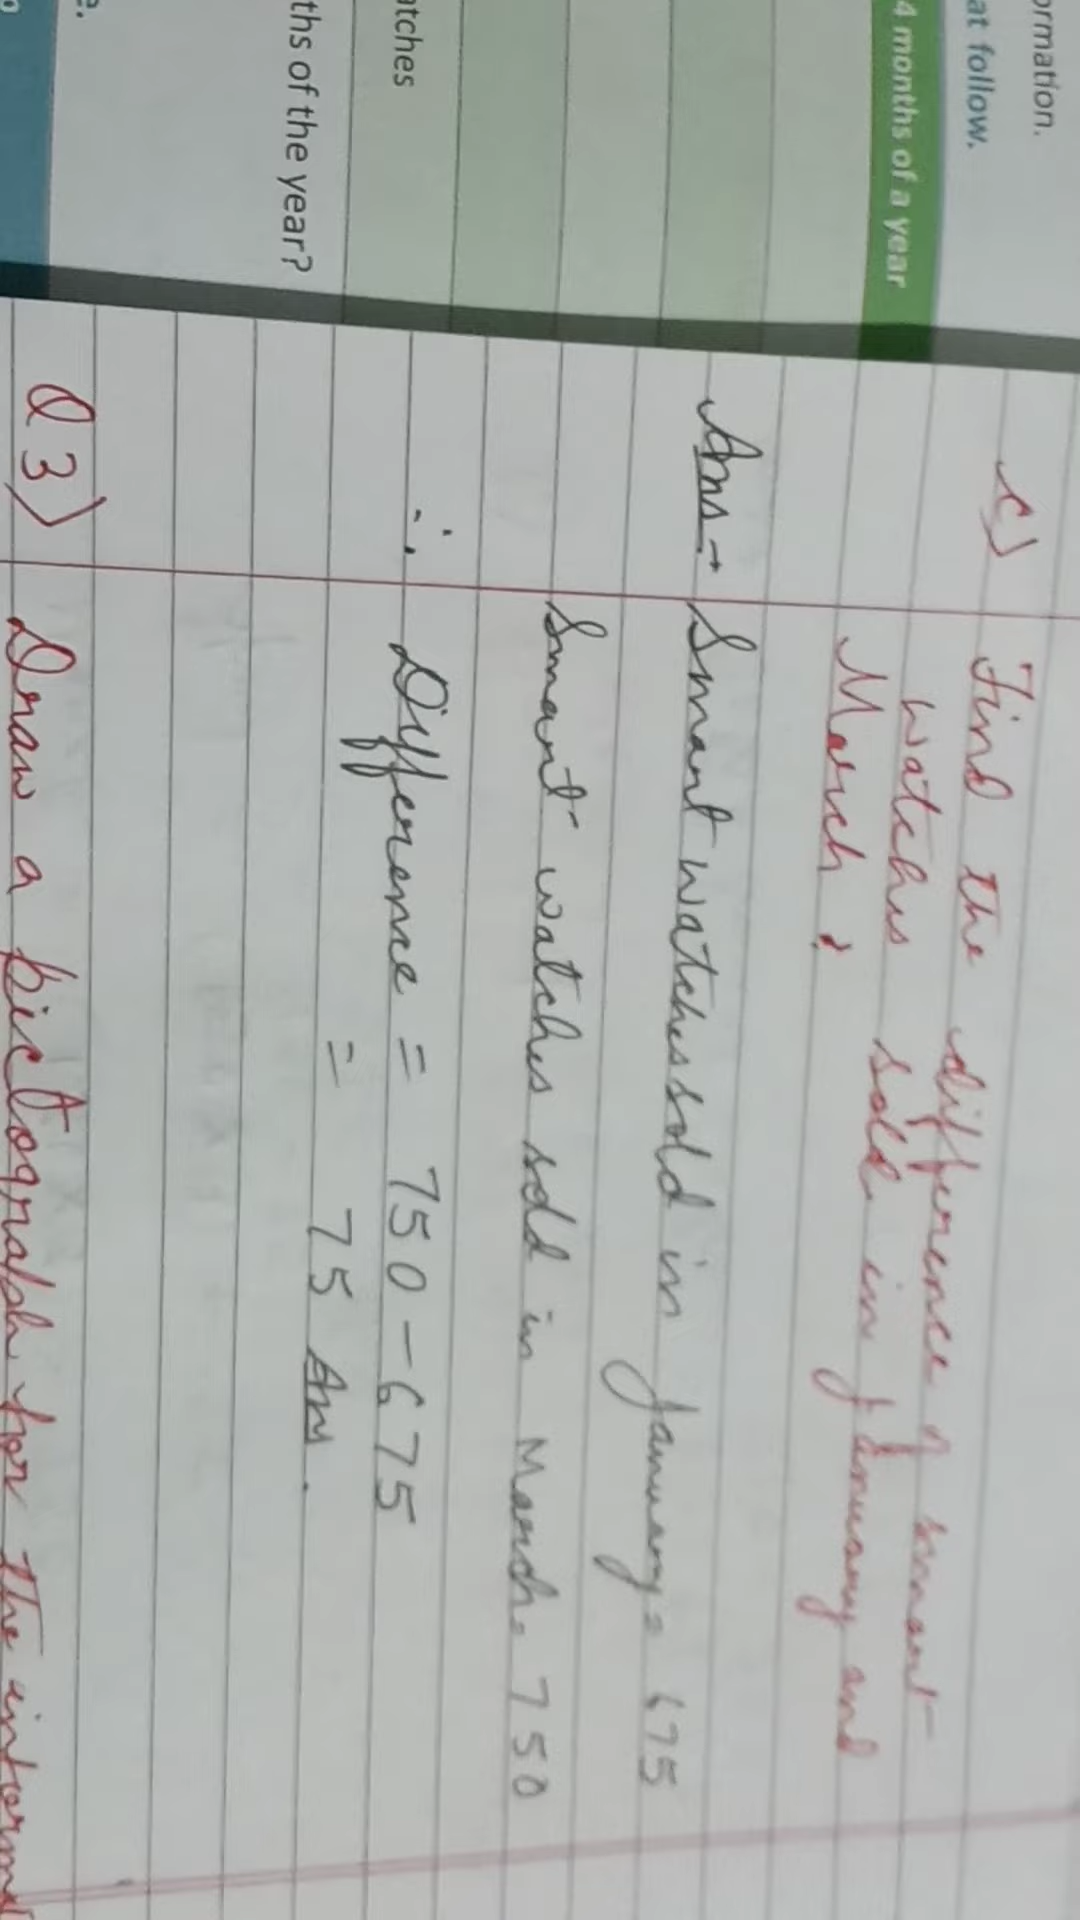 ormation.
at follow.
4 months of a year
atches
ths of the year?
e.
c) Find the difference of smart
watches sold in January and
March ?
Ans→ Smart watches sold in January = 675
Smart watches sold in March = 750
∴ Difference = 750 - 675
= 75 Ans.
Q 3) Draw a pictograph for the inform